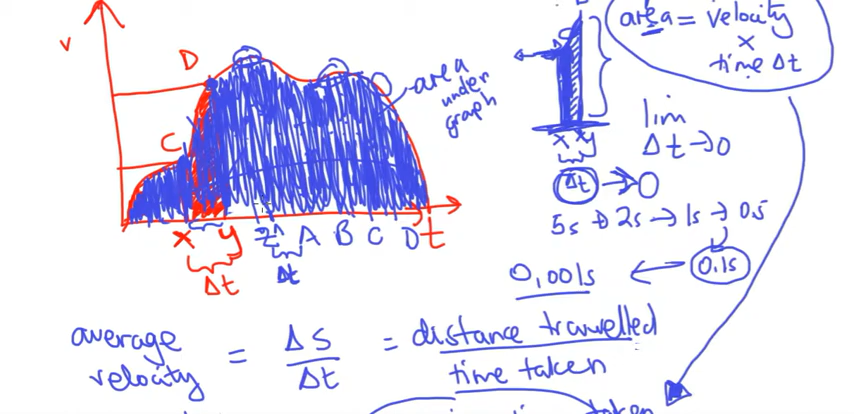 v
D
C
x y z A B C D t
Δt Δt
area
under
graph
x y
Δt → 0
area = velocity
×
time Δt
lim
Δt → 0
5s → 2s → 1s → 0.5
0.1s
0,001s ←
average
velocity
= Δs
Δt
= distance travelled
time taken
taken